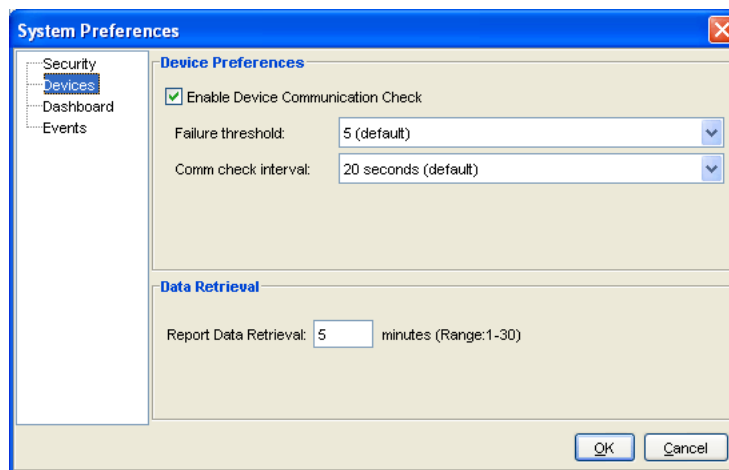 System Preferences
Security
Devices
Dashboard
Events
Device Preferences
Enable Device Communication Check
Failure threshold: 5 (default)
Comm check interval: 20 seconds (default)
Data Retrieval
Report Data Retrieval: 5 minutes (Range:1-30)
OK Cancel